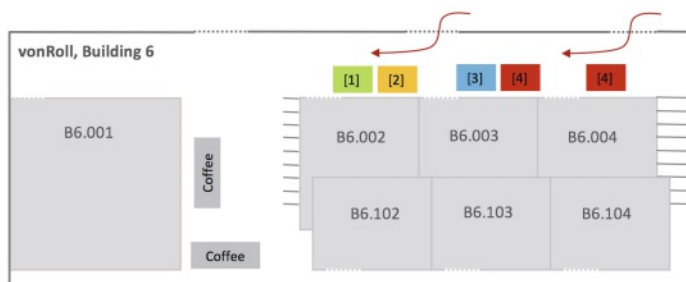 vonRoll, Building 6
[1] [2] [3] [4] [4]
B6.001
B6.002 B6.003 B6.004
Coffee
B6.102 B6.103 B6.104
Coffee